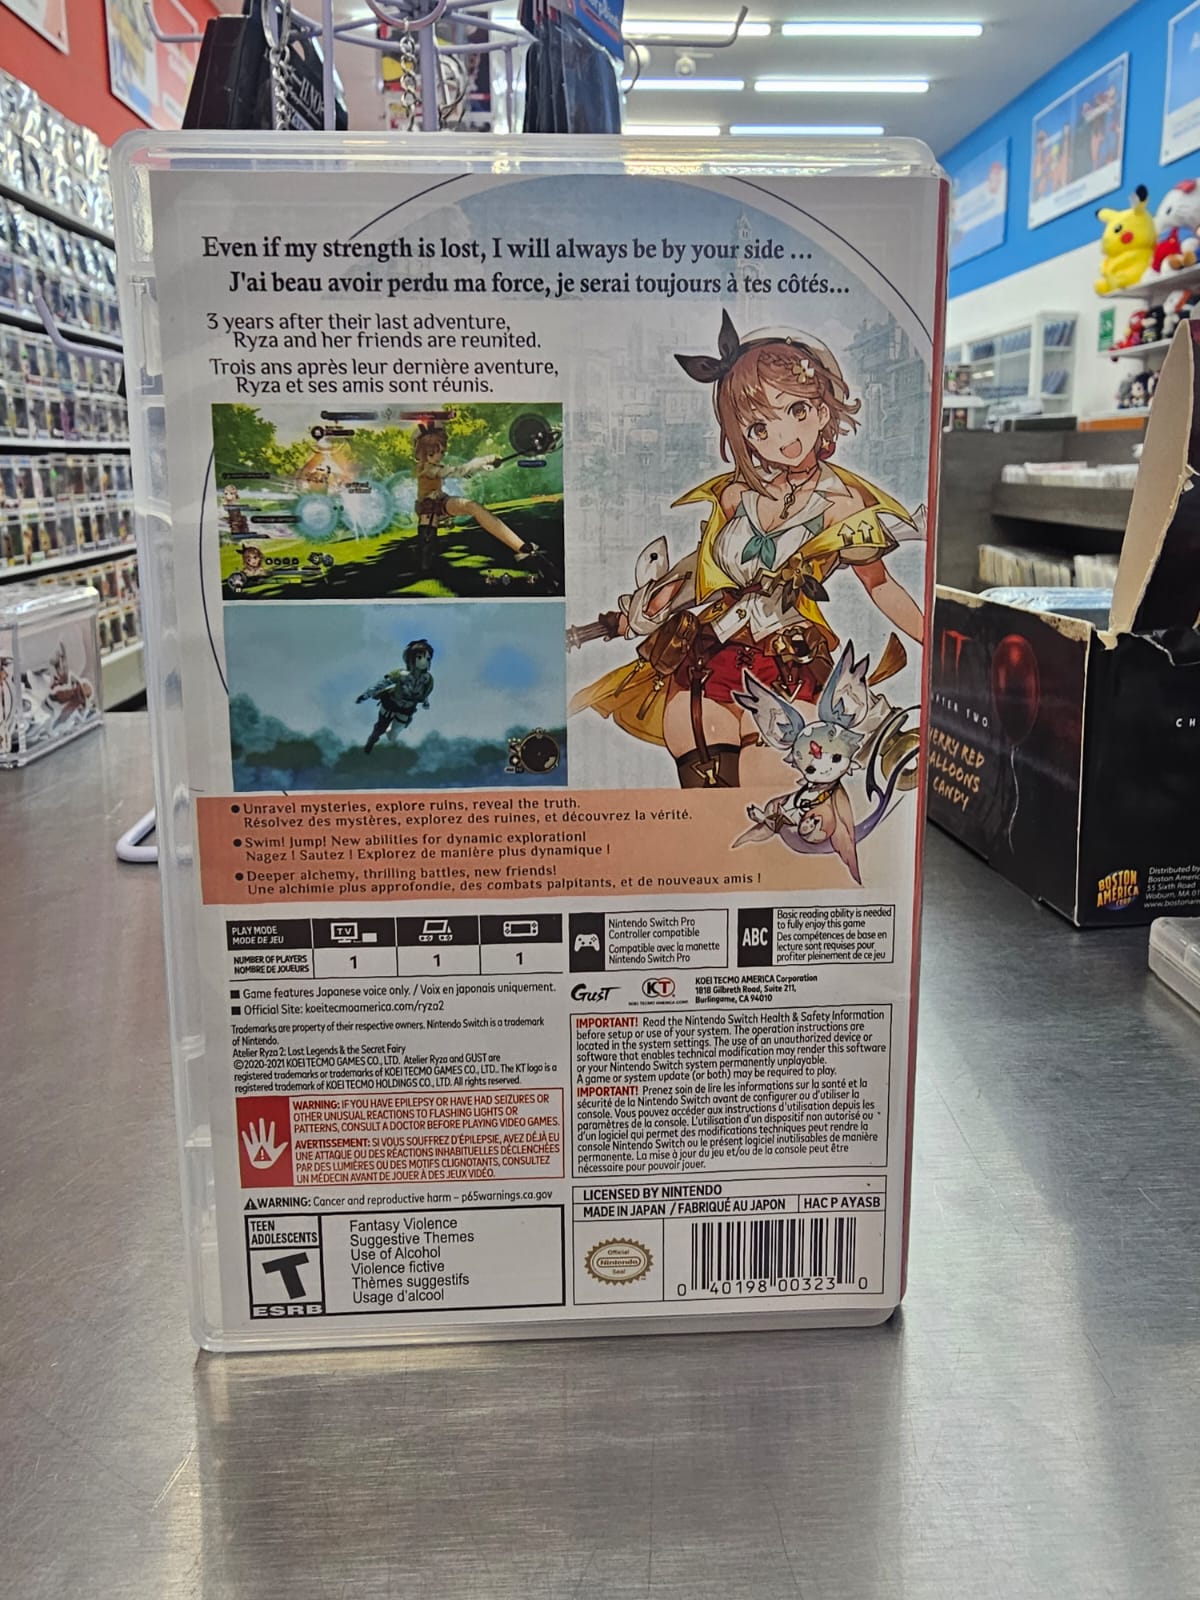 Even if my strength is lost, I will always be by your side ...
J'ai beau avoir perdu ma force, je serai toujours à tes côtés...
3 years after their last adventure,
Ryza and her friends are reunited.
Trois ans après leur dernière aventure,
Ryza et ses amis sont réunis.
● Unravel mysteries, explore ruins, reveal the truth.
Résolvez des mystères, explorez des ruines, et découvrez la vérité.
● Swim! Jump! New abilities for dynamic exploration!
Nagez ! Sautez ! Explorez de manière plus dynamique !
● Deeper alchemy, thrilling battles, new friends!
Une alchimie plus approfondie, des combats palpitants, et de nouveaux amis !
PLAY MODE
MODE DE JEU
TV
NUMBER OF PLAYERS
NOMBRE DE JOUEURS
1 1 1
Nintendo Switch Pro
Controller compatible
Compatible avec la manette
Nintendo Switch Pro
ABC
Basic reading ability is needed
to fully enjoy this game
Des compétences de base en
lecture sont requises pour
profiter pleinement de ce jeu
■ Game features Japanese voice only. / Voix en japonais uniquement.
■ Official Site: koeitecmoamerica.com/ryza2
GUST
KT
KOEI TECMO AMERICA Corporation
1818 Gilbreth Road, Suite 211,
Burlingame, CA 94010
Trademarks are property of their respective owners. Nintendo Switch is a trademark
of Nintendo.
Atelier Ryza 2: Lost Legends & the Secret Fairy
©2020-2021 KOEI TECMO GAMES CO., LTD. Atelier Ryza and GUST are
registered trademarks or trademarks of KOEI TECMO GAMES CO., LTD.. The KT logo is a
registered trademark of KOEI TECMO HOLDINGS CO., LTD. All rights reserved.
WARNING: IF YOU HAVE EPILEPSY OR HAVE HAD SEIZURES OR
OTHER UNUSUAL REACTIONS TO FLASHING LIGHTS OR
PATTERNS, CONSULT A DOCTOR BEFORE PLAYING VIDEO GAMES.
AVERTISSEMENT: SI VOUS SOUFFREZ D'ÉPILEPSIE, AVEZ DÉJÀ EU
UNE ATTAQUE OU DES RÉACTIONS INHABITUELLES DÉCLENCHÉES
PAR DES LUMIÈRES OU DES MOTIFS CLIGNOTANTS, CONSULTEZ
UN MÉDECIN AVANT DE JOUER À DES JEUX VIDÉO.
IMPORTANT! Read the Nintendo Switch Health & Safety Information
before setup or use of your system. The operation instructions are
located in the system settings. The use of an unauthorized device or
software that enables technical modification may render this software
or your Nintendo Switch system permanently unplayable.
A game or system update (or both) may be required to play.
IMPORTANT! Prenez soin de lire les informations sur la santé et la
sécurité de la Nintendo Switch avant de configurer ou d'utiliser la
console. Vous pouvez accéder aux instructions d'utilisation depuis les
paramètres de la console. L'utilisation d'un dispositif non autorisé ou
d'un logiciel qui permet des modifications techniques peut rendre la
console Nintendo Switch ou le présent logiciel inutilisables de manière
permanente. La mise à jour du jeu et/ou de la console peut être
nécessaire pour pouvoir jouer.
⚠WARNING: Cancer and reproductive harm – p65warnings.ca.gov
TEEN
ADOLESCENTS
T
ESRB
Fantasy Violence
Suggestive Themes
Use of Alcohol
Violence fictive
Thèmes suggestifs
Usage d'alcool
LICENSED BY NINTENDO
MADE IN JAPAN / FABRIQUÉ AU JAPON
HAC P AYASB
Official
Nintendo
Seal
0 40198 00323 0
IT
TWO
BALLOONS
CANDY
BOSTON
AMERICA
Distributed by